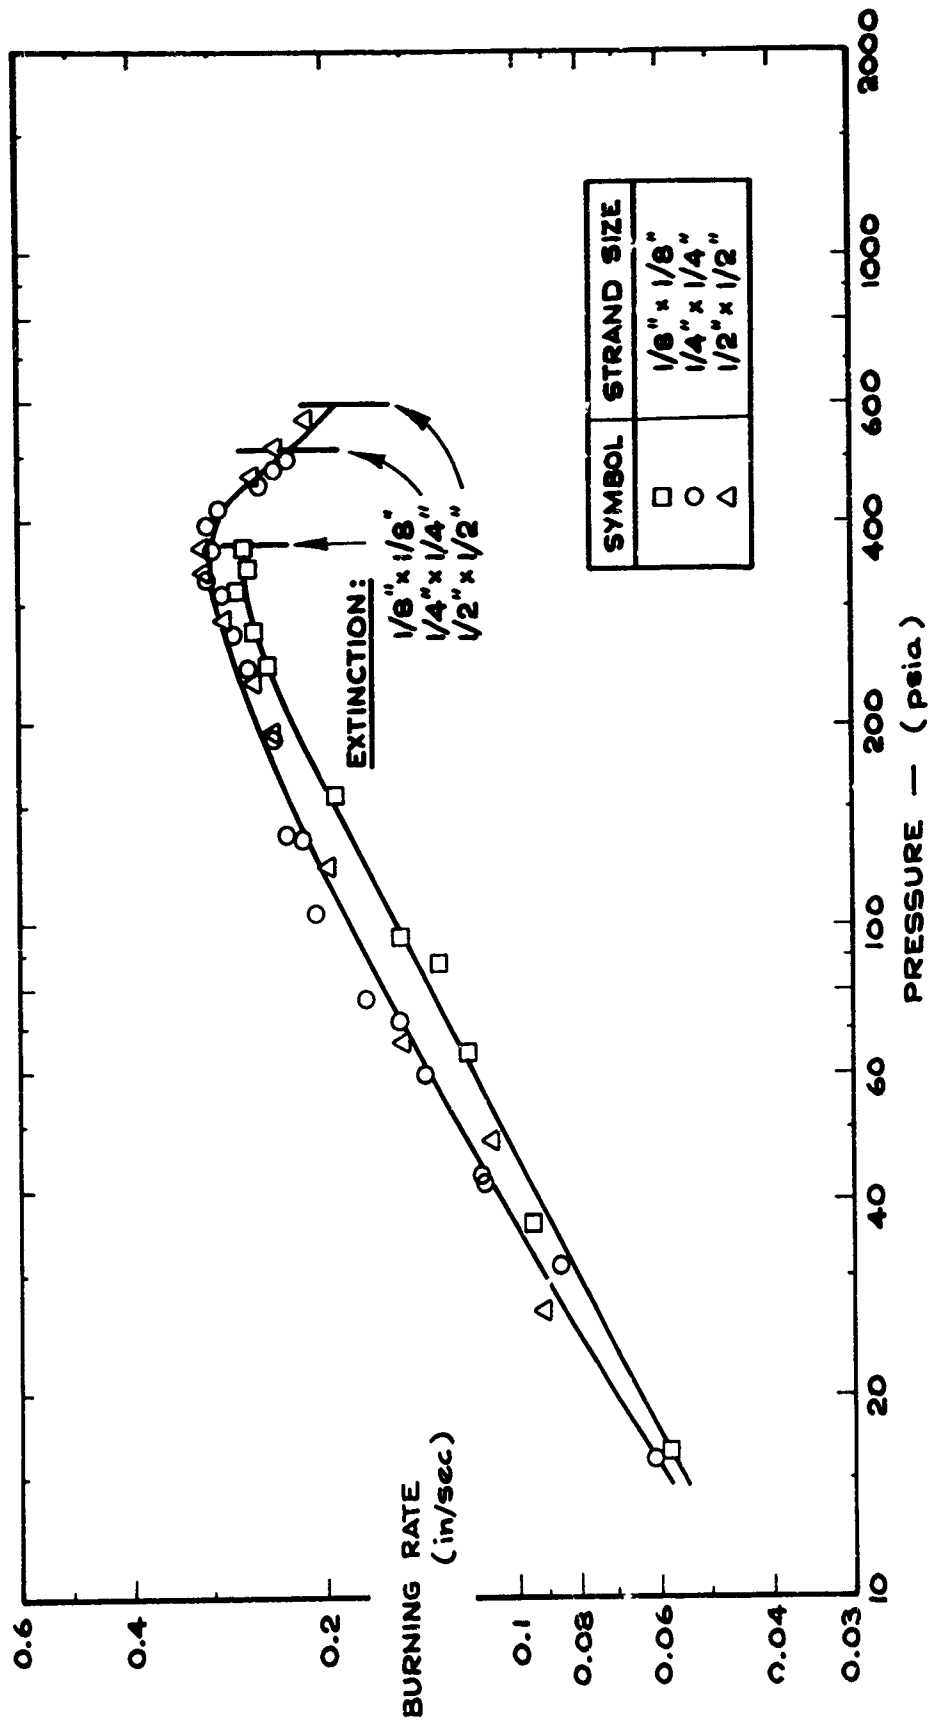 0.6
0.4
0.2
BURNING RATE
(in/sec)
0.1
0.08
0.06
0.04
0.03
10
20
40
60
100
200
400
600
1000
2000
PRESSURE — (psia)
EXTINCTION:
1/8" x 1/8"
1/4" x 1/4"
1/2" x 1/2"
SYMBOL STRAND SIZE
□ 1/8" x 1/8"
○ 1/4" x 1/4"
△ 1/2" x 1/2"